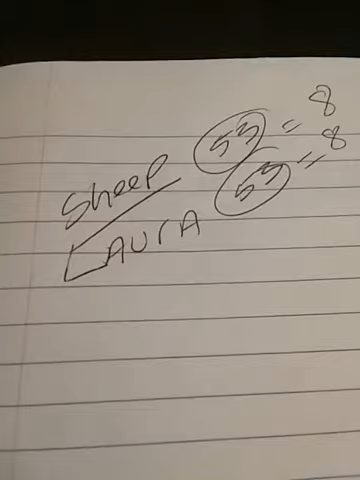 Sheep 53 = 8
LAUrA 53 = 8